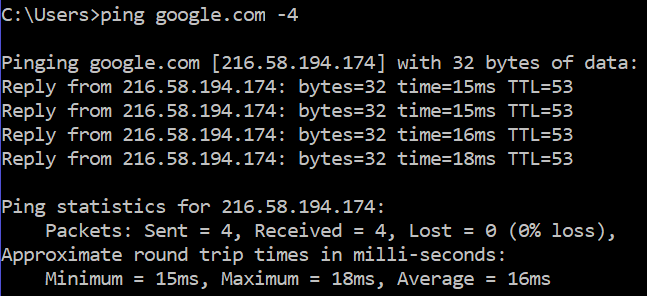 C:\Users>ping google.com -4
Pinging google.com [216.58.194.174] with 32 bytes of data:
Reply from 216.58.194.174: bytes=32 time=15ms TTL=53
Reply from 216.58.194.174: bytes=32 time=15ms TTL=53
Reply from 216.58.194.174: bytes=32 time=16ms TTL=53
Reply from 216.58.194.174: bytes=32 time=18ms TTL=53
Ping statistics for 216.58.194.174:
    Packets: Sent = 4, Received = 4, Lost = 0 (0% loss),
Approximate round trip times in milli-seconds:
    Minimum = 15ms, Maximum = 18ms, Average = 16ms